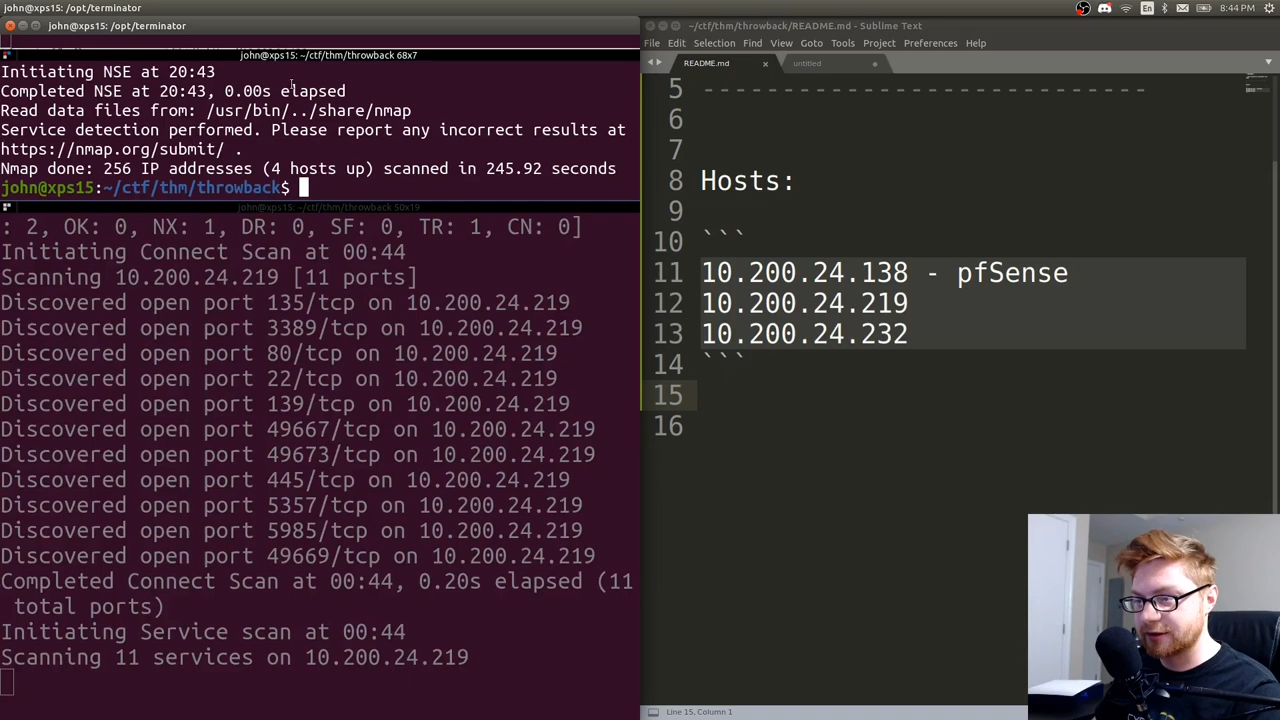 john@xps15: /opt/terminator
En
8:44 PM
john@xps15: /opt/terminator
john@xps15: ~/ctf/thm/throwback 68x7
Initiating NSE at 20:43
Completed NSE at 20:43, 0.00s elapsed
Read data files from: /usr/bin/../share/nmap
Service detection performed. Please report any incorrect results at
https://nmap.org/submit/ .
Nmap done: 256 IP addresses (4 hosts up) scanned in 245.92 seconds
john@xps15:~/ctf/thm/throwback$
john@xps15: ~/ctf/thm/throwback 50x19
: 2, OK: 0, NX: 1, DR: 0, SF: 0, TR: 1, CN: 0]
Initiating Connect Scan at 00:44
Scanning 10.200.24.219 [11 ports]
Discovered open port 135/tcp on 10.200.24.219
Discovered open port 3389/tcp on 10.200.24.219
Discovered open port 80/tcp on 10.200.24.219
Discovered open port 22/tcp on 10.200.24.219
Discovered open port 139/tcp on 10.200.24.219
Discovered open port 49667/tcp on 10.200.24.219
Discovered open port 49673/tcp on 10.200.24.219
Discovered open port 445/tcp on 10.200.24.219
Discovered open port 5357/tcp on 10.200.24.219
Discovered open port 5985/tcp on 10.200.24.219
Discovered open port 49669/tcp on 10.200.24.219
Completed Connect Scan at 00:44, 0.20s elapsed (11
total ports)
Initiating Service scan at 00:44
Scanning 11 services on 10.200.24.219
~/ctf/thm/throwback/README.md - Sublime Text
File Edit Selection Find View Goto Tools Project Preferences Help
README.md
untitled
5 ----------------------------
6
7
8 Hosts:
9
10 ```
11 10.200.24.138 - pfSense
12 10.200.24.219
13 10.200.24.232
14 ```
15
16
Line 15, Column 1